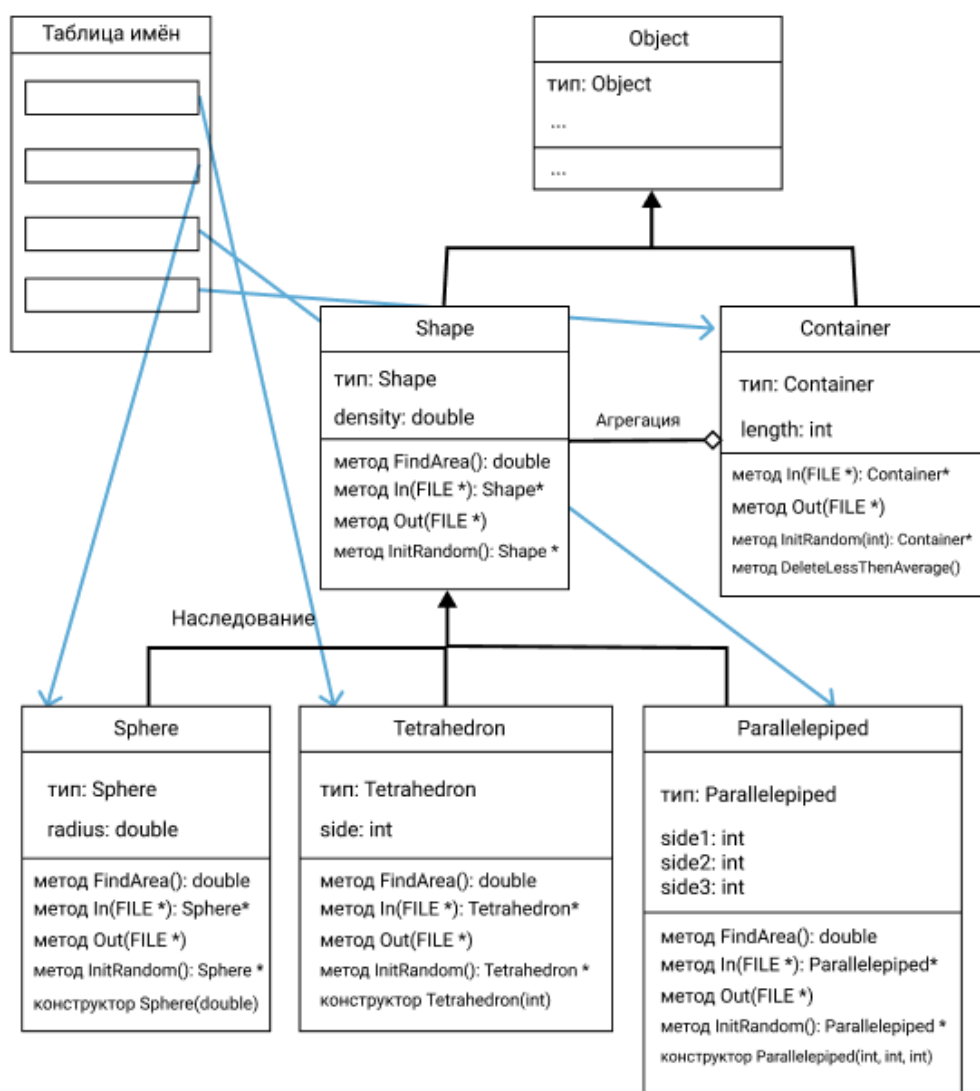 Таблица имён
Object
тип: Object
...
...
Shape
тип: Shape
density: double
метод FindArea(): double
метод In(FILE *): Shape*
метод Out(FILE *)
метод InitRandom(): Shape *
Агрегация
Container
тип: Container
length: int
метод In(FILE *): Container*
метод Out(FILE *)
метод InitRandom(int): Container*
метод DeleteLessThenAverage()
Наследование
Sphere
тип: Sphere
radius: double
метод FindArea(): double
метод In(FILE *): Sphere*
метод Out(FILE *)
метод InitRandom(): Sphere *
конструктор Sphere(double)
Tetrahedron
тип: Tetrahedron
side: int
метод FindArea(): double
метод In(FILE *): Tetrahedron*
метод Out(FILE *)
метод InitRandom(): Tetrahedron *
конструктор Tetrahedron(int)
Parallelepiped
тип: Parallelepiped
side1: int
side2: int
side3: int
метод FindArea(): double
метод In(FILE *): Parallelepiped*
метод Out(FILE *)
метод InitRandom(): Parallelepiped *
конструктор Parallelepiped(int, int, int)